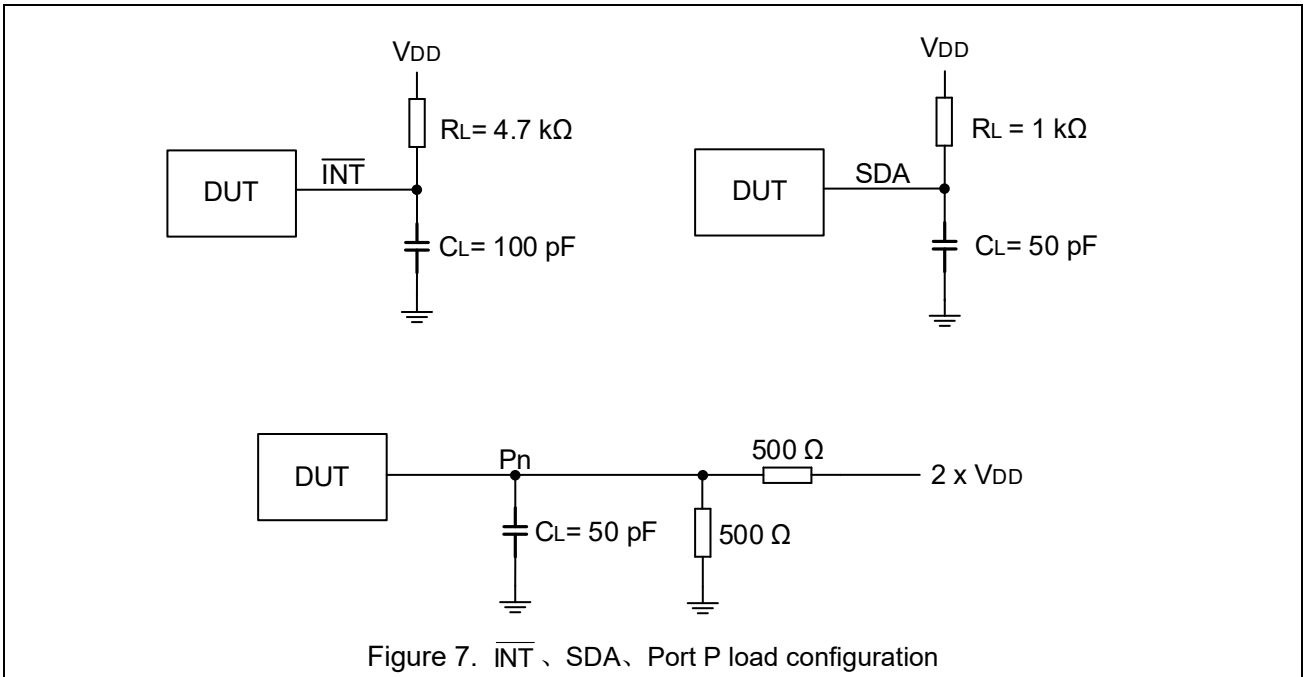 VDD
RL= 4.7 kΩ
DUT
INT
CL= 100 pF
VDD
RL = 1 kΩ
DUT
SDA
CL= 50 pF
DUT
Pn
500 Ω
2 x VDD
CL= 50 pF
500 Ω
Figure 7. INT 、SDA、Port P load configuration